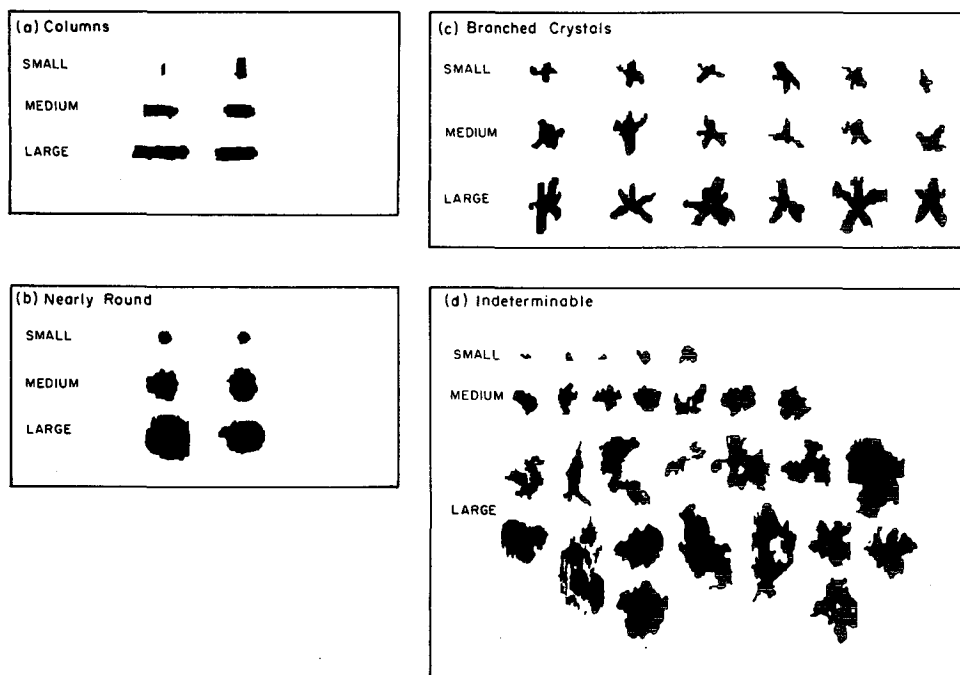 (a) Columns
SMALL
MEDIUM
LARGE
(b) Nearly Round
SMALL
MEDIUM
LARGE
(c) Branched Crystals
SMALL
MEDIUM
LARGE
(d) Indeterminable
SMALL
MEDIUM
LARGE